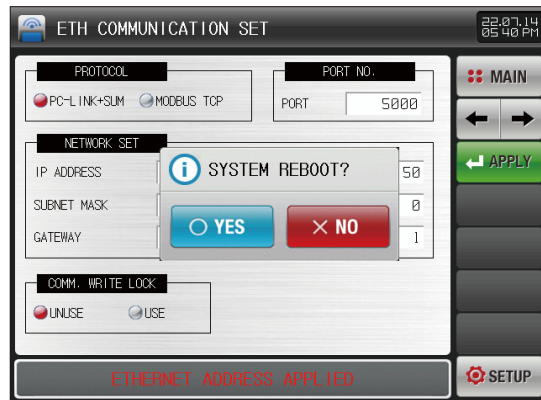 ETH COMMUNICATION SET
22.07.14
05:40 PM
PROTOCOL
PC-LINK+SUM
MODBUS TCP
PORT NO.
PORT
5000
NETWORK SET
IP ADDRESS
50
SUBNET MASK
0
GATEWAY
1
SYSTEM REBOOT?
YES
NO
COMM. WRITE LOCK
UNUSE
USE
ETHERNET ADDRESS APPLIED
MAIN
APPLY
SETUP